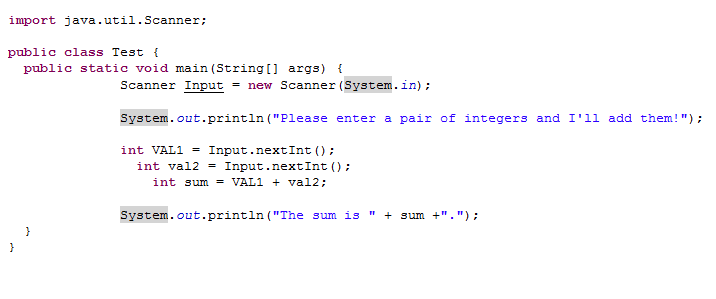 import java.util.Scanner;
public class Test {
public static void main(String[] args) {
Scanner Input = new Scanner(System.in);
System.out.println("Please enter a pair of integers and I'll add them!");
int VAL1 = Input.nextInt();
int val2 = Input.nextInt();
int sum = VAL1 + val2;
System.out.println("The sum is " + sum +".");
}
}